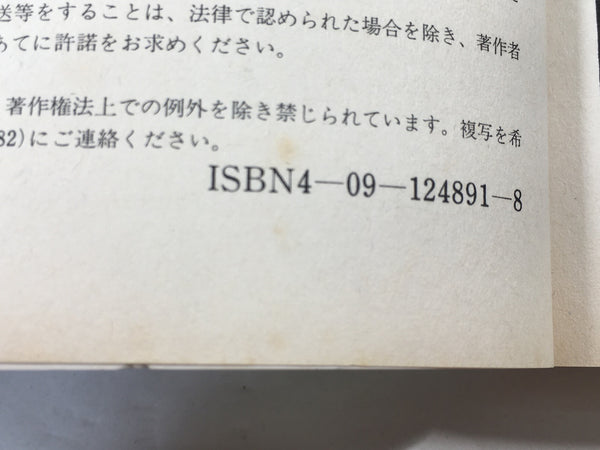 送等をすることは、法律で認められた場合を除き、著作者
あてに許諾をお求めください。
著作権法上での例外を除き禁じられています。複写を希
82)にご連絡ください。
ISBN4―09―124891―8